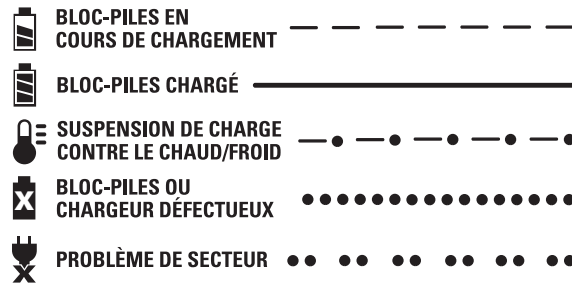 BLOC-PILES EN
COURS DE CHARGEMENT
BLOC-PILES CHARGÉ
SUSPENSION DE CHARGE
CONTRE LE CHAUD/FROID
BLOC-PILES OU
CHARGEUR DÉFECTUEUX
PROBLÈME DE SECTEUR